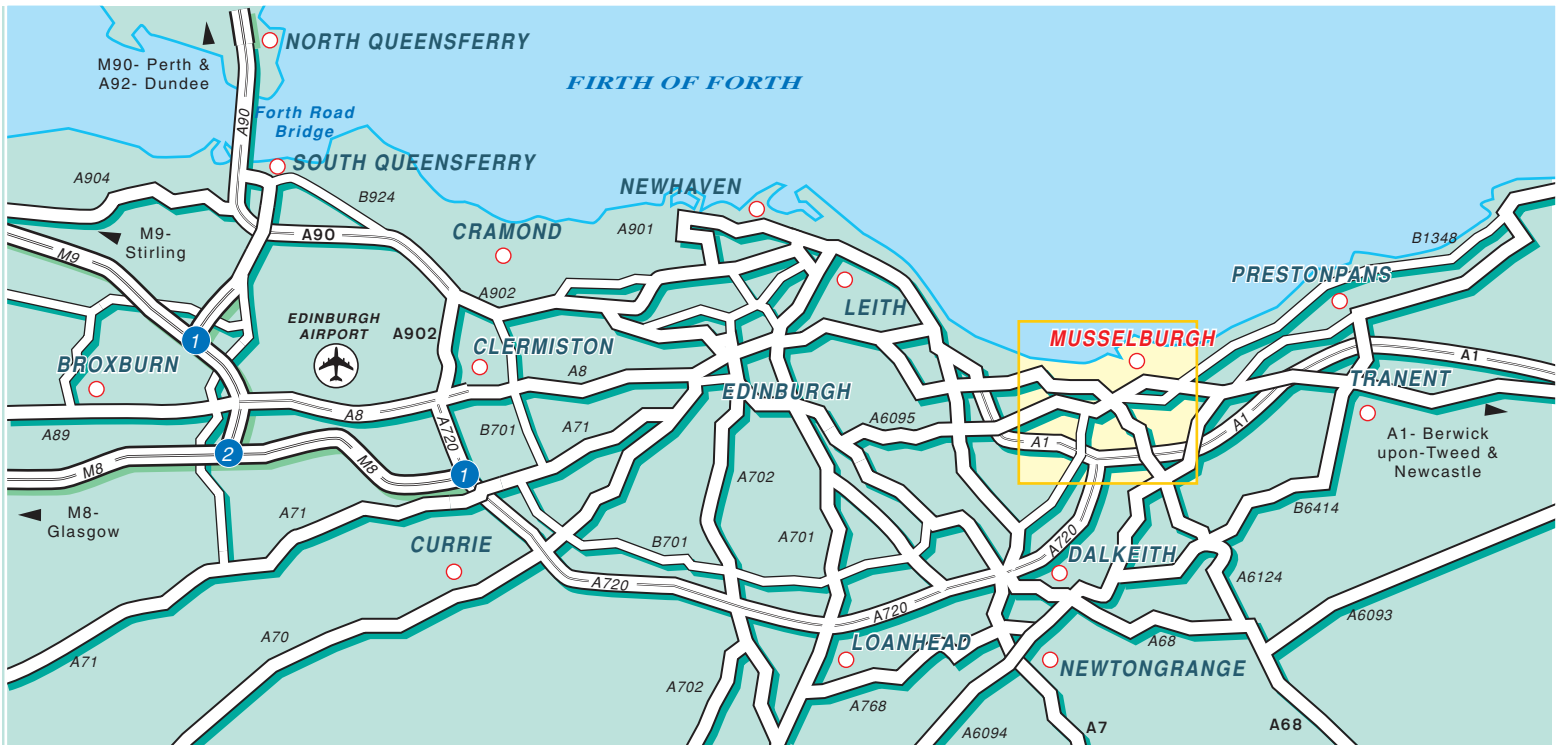 NORTH QUEENSFERRY
M90- Perth &
A92- Dundee
FIRTH OF FORTH
A90
Forth Road
Bridge
SOUTH QUEENSFERRY
A904
B924
NEWHAVEN
M9-
Stirling
M9
A90
CRAMOND
A901
B1348
PRESTONPANS
A902
LEITH
EDINBURGH
AIRPORT
A902
1
MUSSELBURGH
CLERMISTON
BROXBURN
A8
A1
TRANENT
EDINBURGH
A8
A6095
A1
A1
A89
A720
B701
A71
A1- Berwick
upon-Tweed &
Newcastle
2
M8
M8
1
A702
B6414
M8-
Glasgow
A71
CURRIE
B701
A701
A720
DALKEITH
A720
A6124
A720
A6093
A70
A71
LOANHEAD
A68
NEWTONGRANGE
A702
A768
A6094
A7
A68